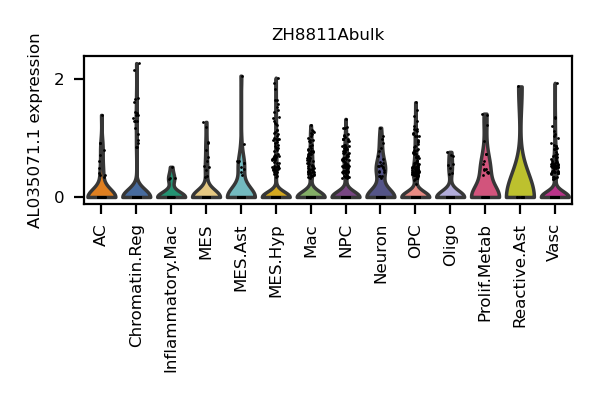 ZH8811Abulk
AL035071.1 expression
2
0
AC
Chromatin.Reg
Inflammatory.Mac
MES
MES.Ast
MES.Hyp
Mac
NPC
Neuron
OPC
Oligo
Prolif.Metab
Reactive.Ast
Vasc